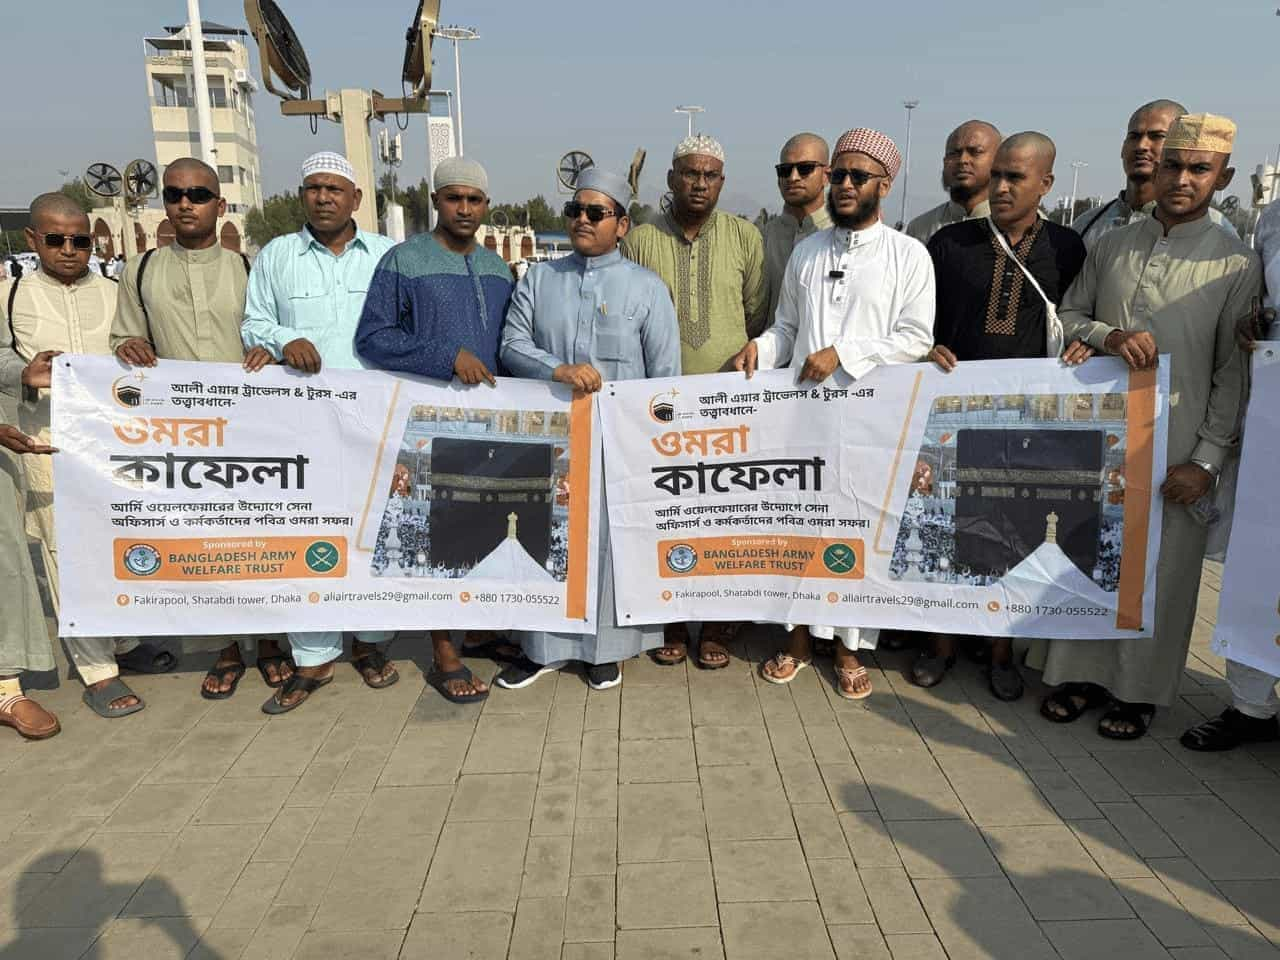 আলী এয়ার ট্রাভেলস & টুরস -এর
তত্ত্বাবধানে-
ওমরা
কাফেলা
আর্মি ওয়েলফেয়ারের উদ্যোগে সেনা
অফিসার্স ও কর্মকর্তাদের পবিত্র ওমরা সফর।
Sponsored by
BANGLADESH ARMY
WELFARE TRUST
Fakirapool, Shatabdi tower, Dhaka aliairtravels29@gmail.com +880 1730-055522
আলী এয়ার ট্রাভেলস & টুরস -এর
তত্ত্বাবধানে-
ওমরা
কাফেলা
আর্মি ওয়েলফেয়ারের উদ্যোগে সেনা
অফিসার্স ও কর্মকর্তাদের পবিত্র ওমরা সফর।
Sponsored by
BANGLADESH ARMY
WELFARE TRUST
Fakirapool, Shatabdi tower, Dhaka aliairtravels29@gmail.com +880 1730-055522